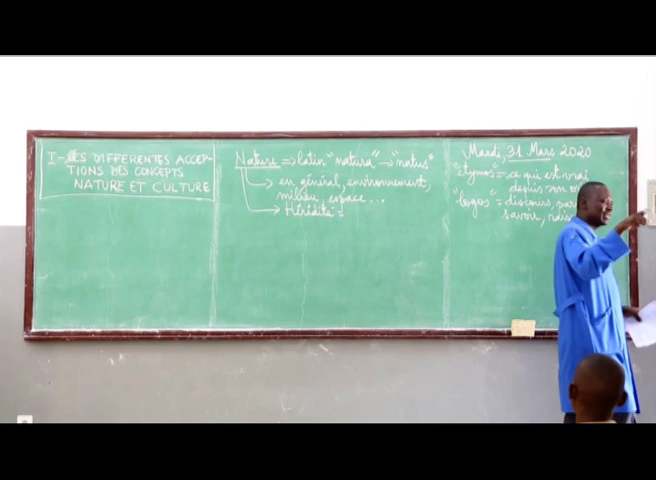 I- LES DIFFERENTES ACCEP-
TIONS DES CONCEPTS
NATURE ET CULTURE
Nature ⇒ latin "natura" → "natus"
→ en général, environnement,
milieu, espace...
→ Hérédité =
Mardi, 31 Mars 2020
"etymos" = ce qui est vrai
depuis son
"logos" = discours,
savoir,